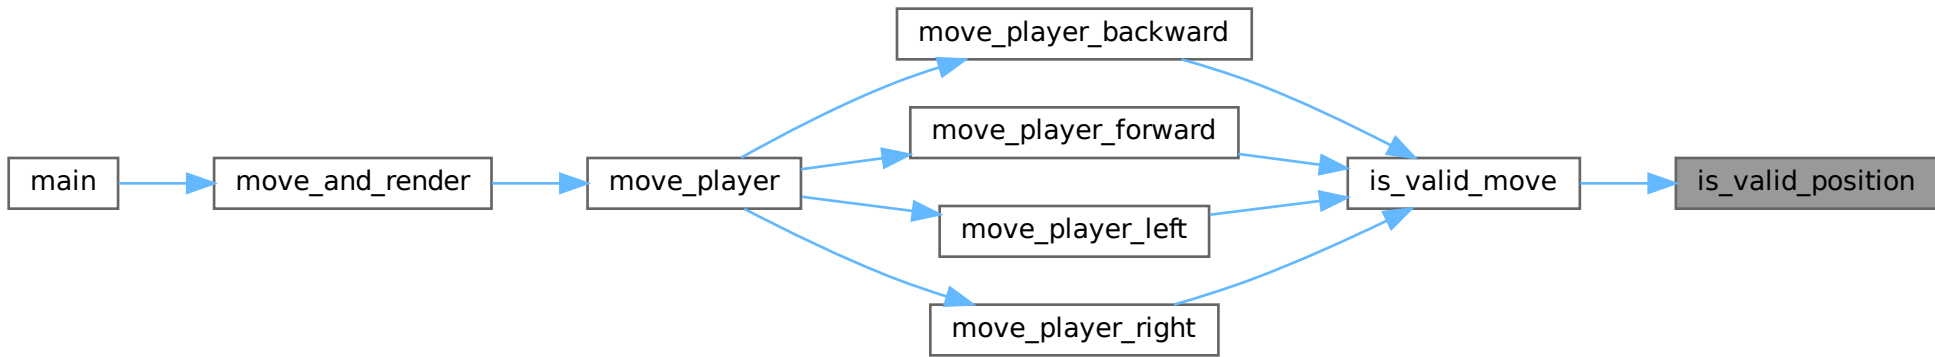 main
move_and_render
move_player
move_player_backward
move_player_forward
move_player_left
move_player_right
is_valid_move
is_valid_position